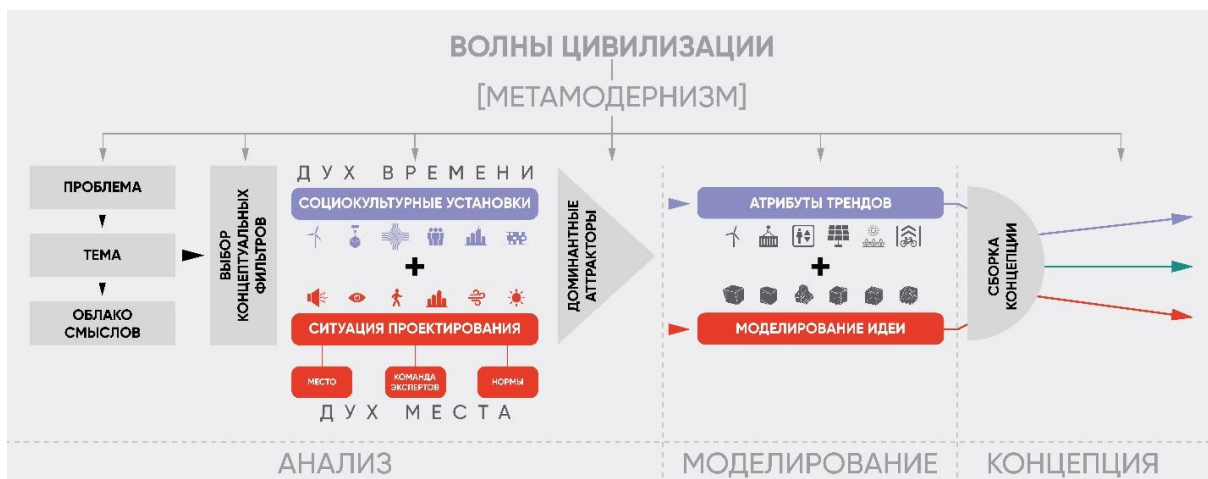 ВОЛНЫ ЦИВИЛИЗАЦИИ
[МЕТАМОДЕРНИЗМ]
ПРОБЛЕМА
ТЕМА
ОБЛАКО
СМЫСЛОВ
ВЫБОР
КОНЦЕПТУАЛЬНЫХ
ФИЛЬТРОВ
ДУХ ВРЕМЕНИ
СОЦИОКУЛЬТУРНЫЕ УСТАНОВКИ
+
СИТУАЦИЯ ПРОЕКТИРОВАНИЯ
МЕСТО
КОМАНДА
ЭКСПЕРТОВ
НОРМЫ
ДУХ МЕСТА
ДОМИНАНТНЫЕ
АТТРАКТОРЫ
АТРИБУТЫ ТРЕНДОВ
+
МОДЕЛИРОВАНИЕ ИДЕИ
СБОРКА
КОНЦЕПЦИИ
АНАЛИЗ
МОДЕЛИРОВАНИЕ
КОНЦЕПЦИЯ